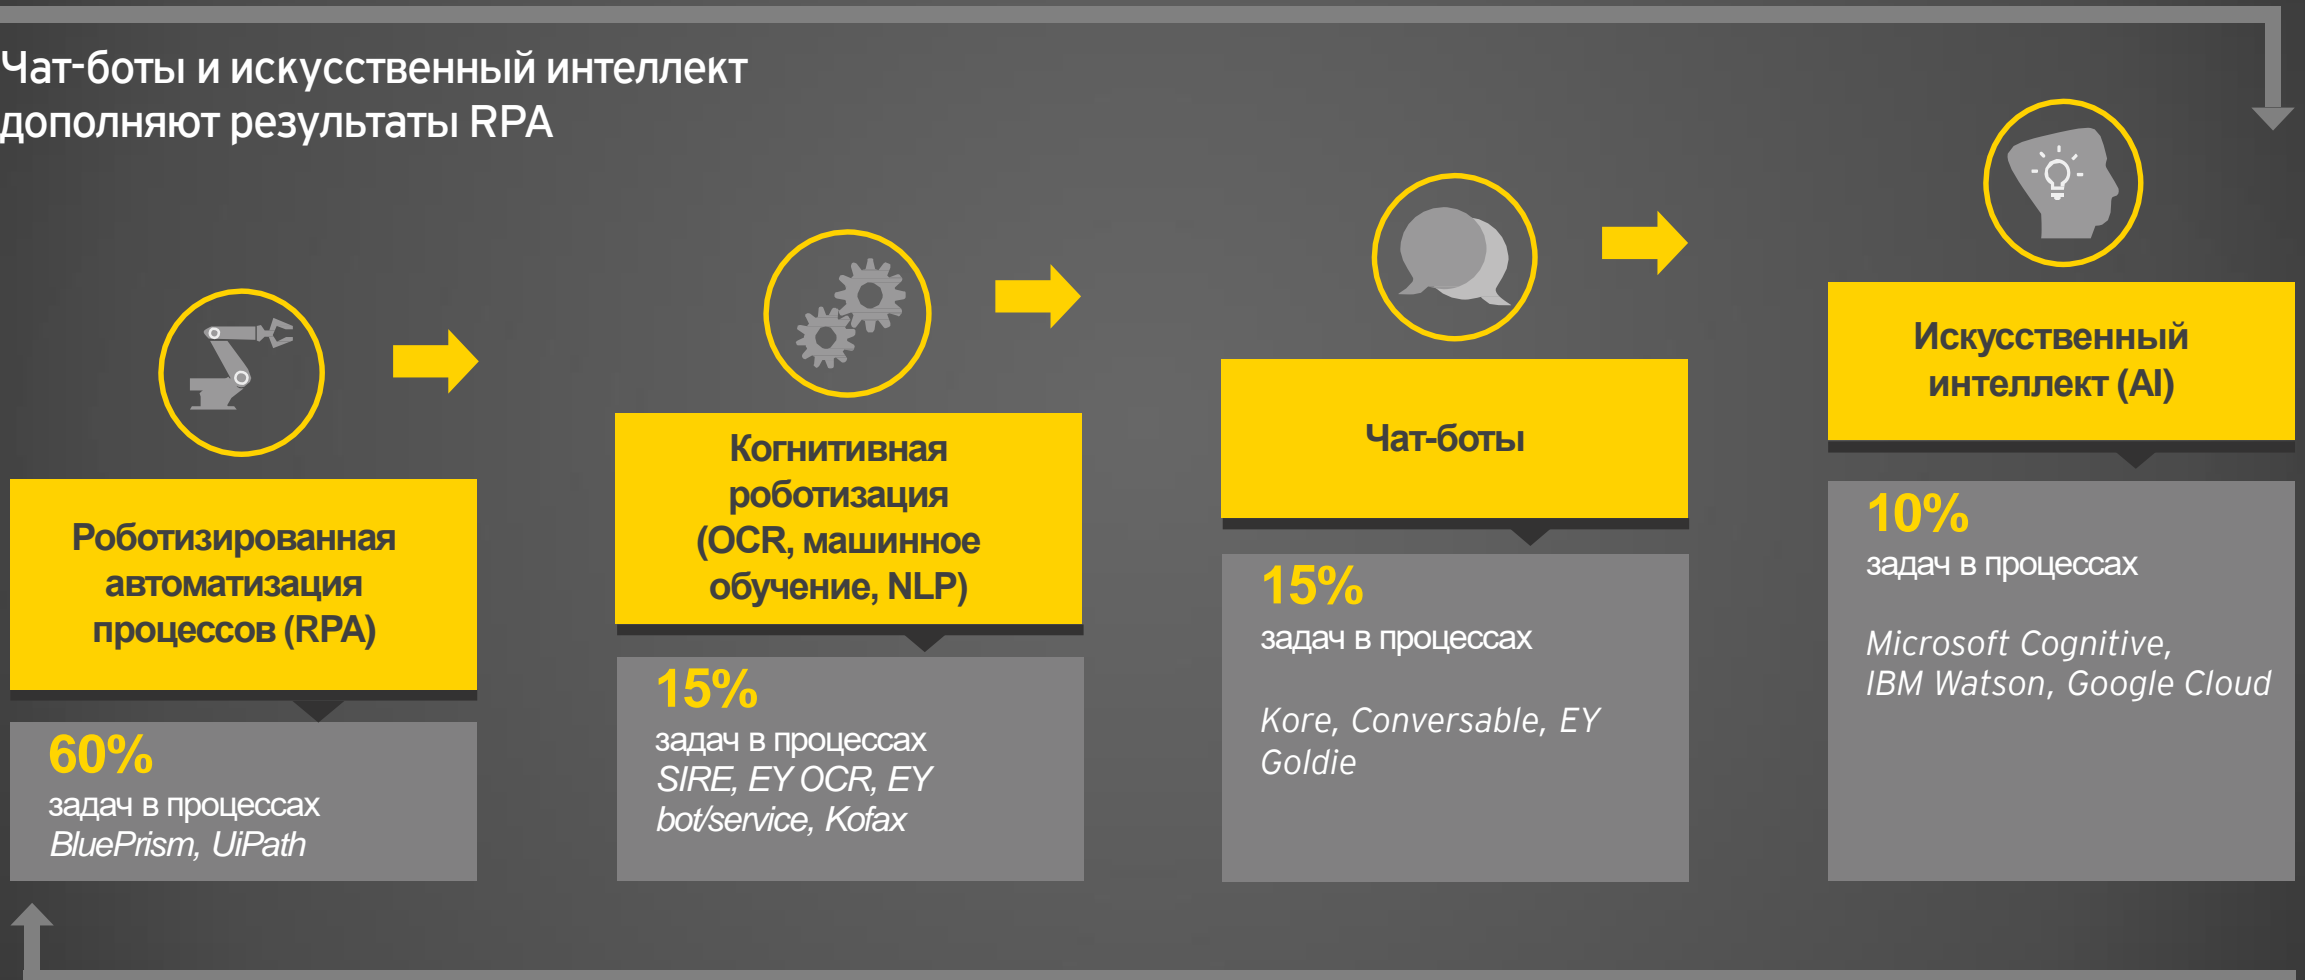 Чат-боты и искусственный интеллект
дополняют результаты RPA
Роботизированная
автоматизация
процессов (RPA)
60%
задач в процессах
BluePrism, UiPath
Когнитивная
роботизация
(OCR, машинное
обучение, NLP)
15%
задач в процессах
SIRE, EY OCR, EY
bot/service, Kofax
Чат-боты
15%
задач в процессах
Kore, Conversable, EY
Goldie
Искусственный
интеллект (AI)
10%
задач в процессах
Microsoft Cognitive,
IBM Watson, Google Cloud